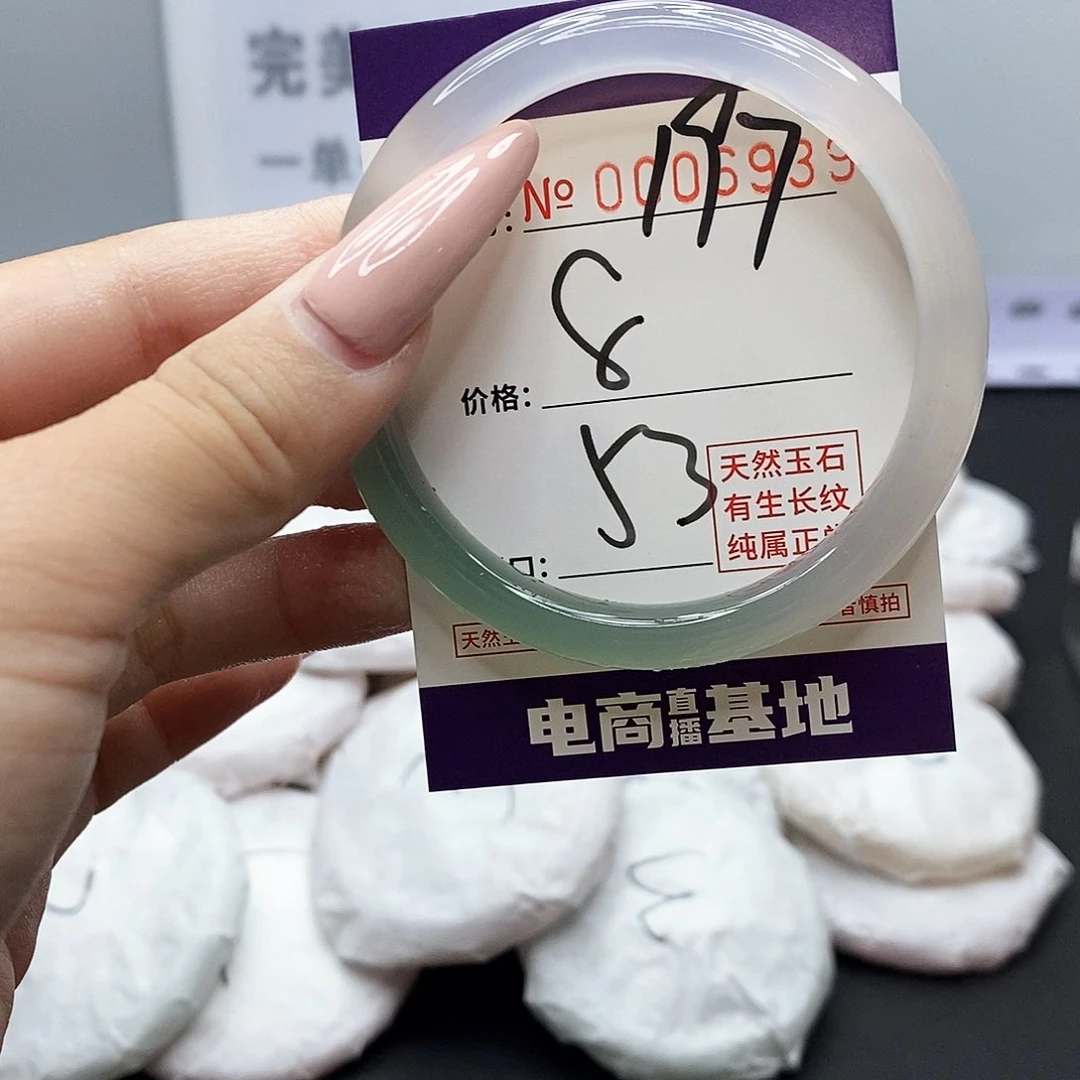 完美
一单
№ 0006939
197
8
价格：
53
口：
天然玉石
有生长纹
纯属正
天然
慎拍
电商直播基地